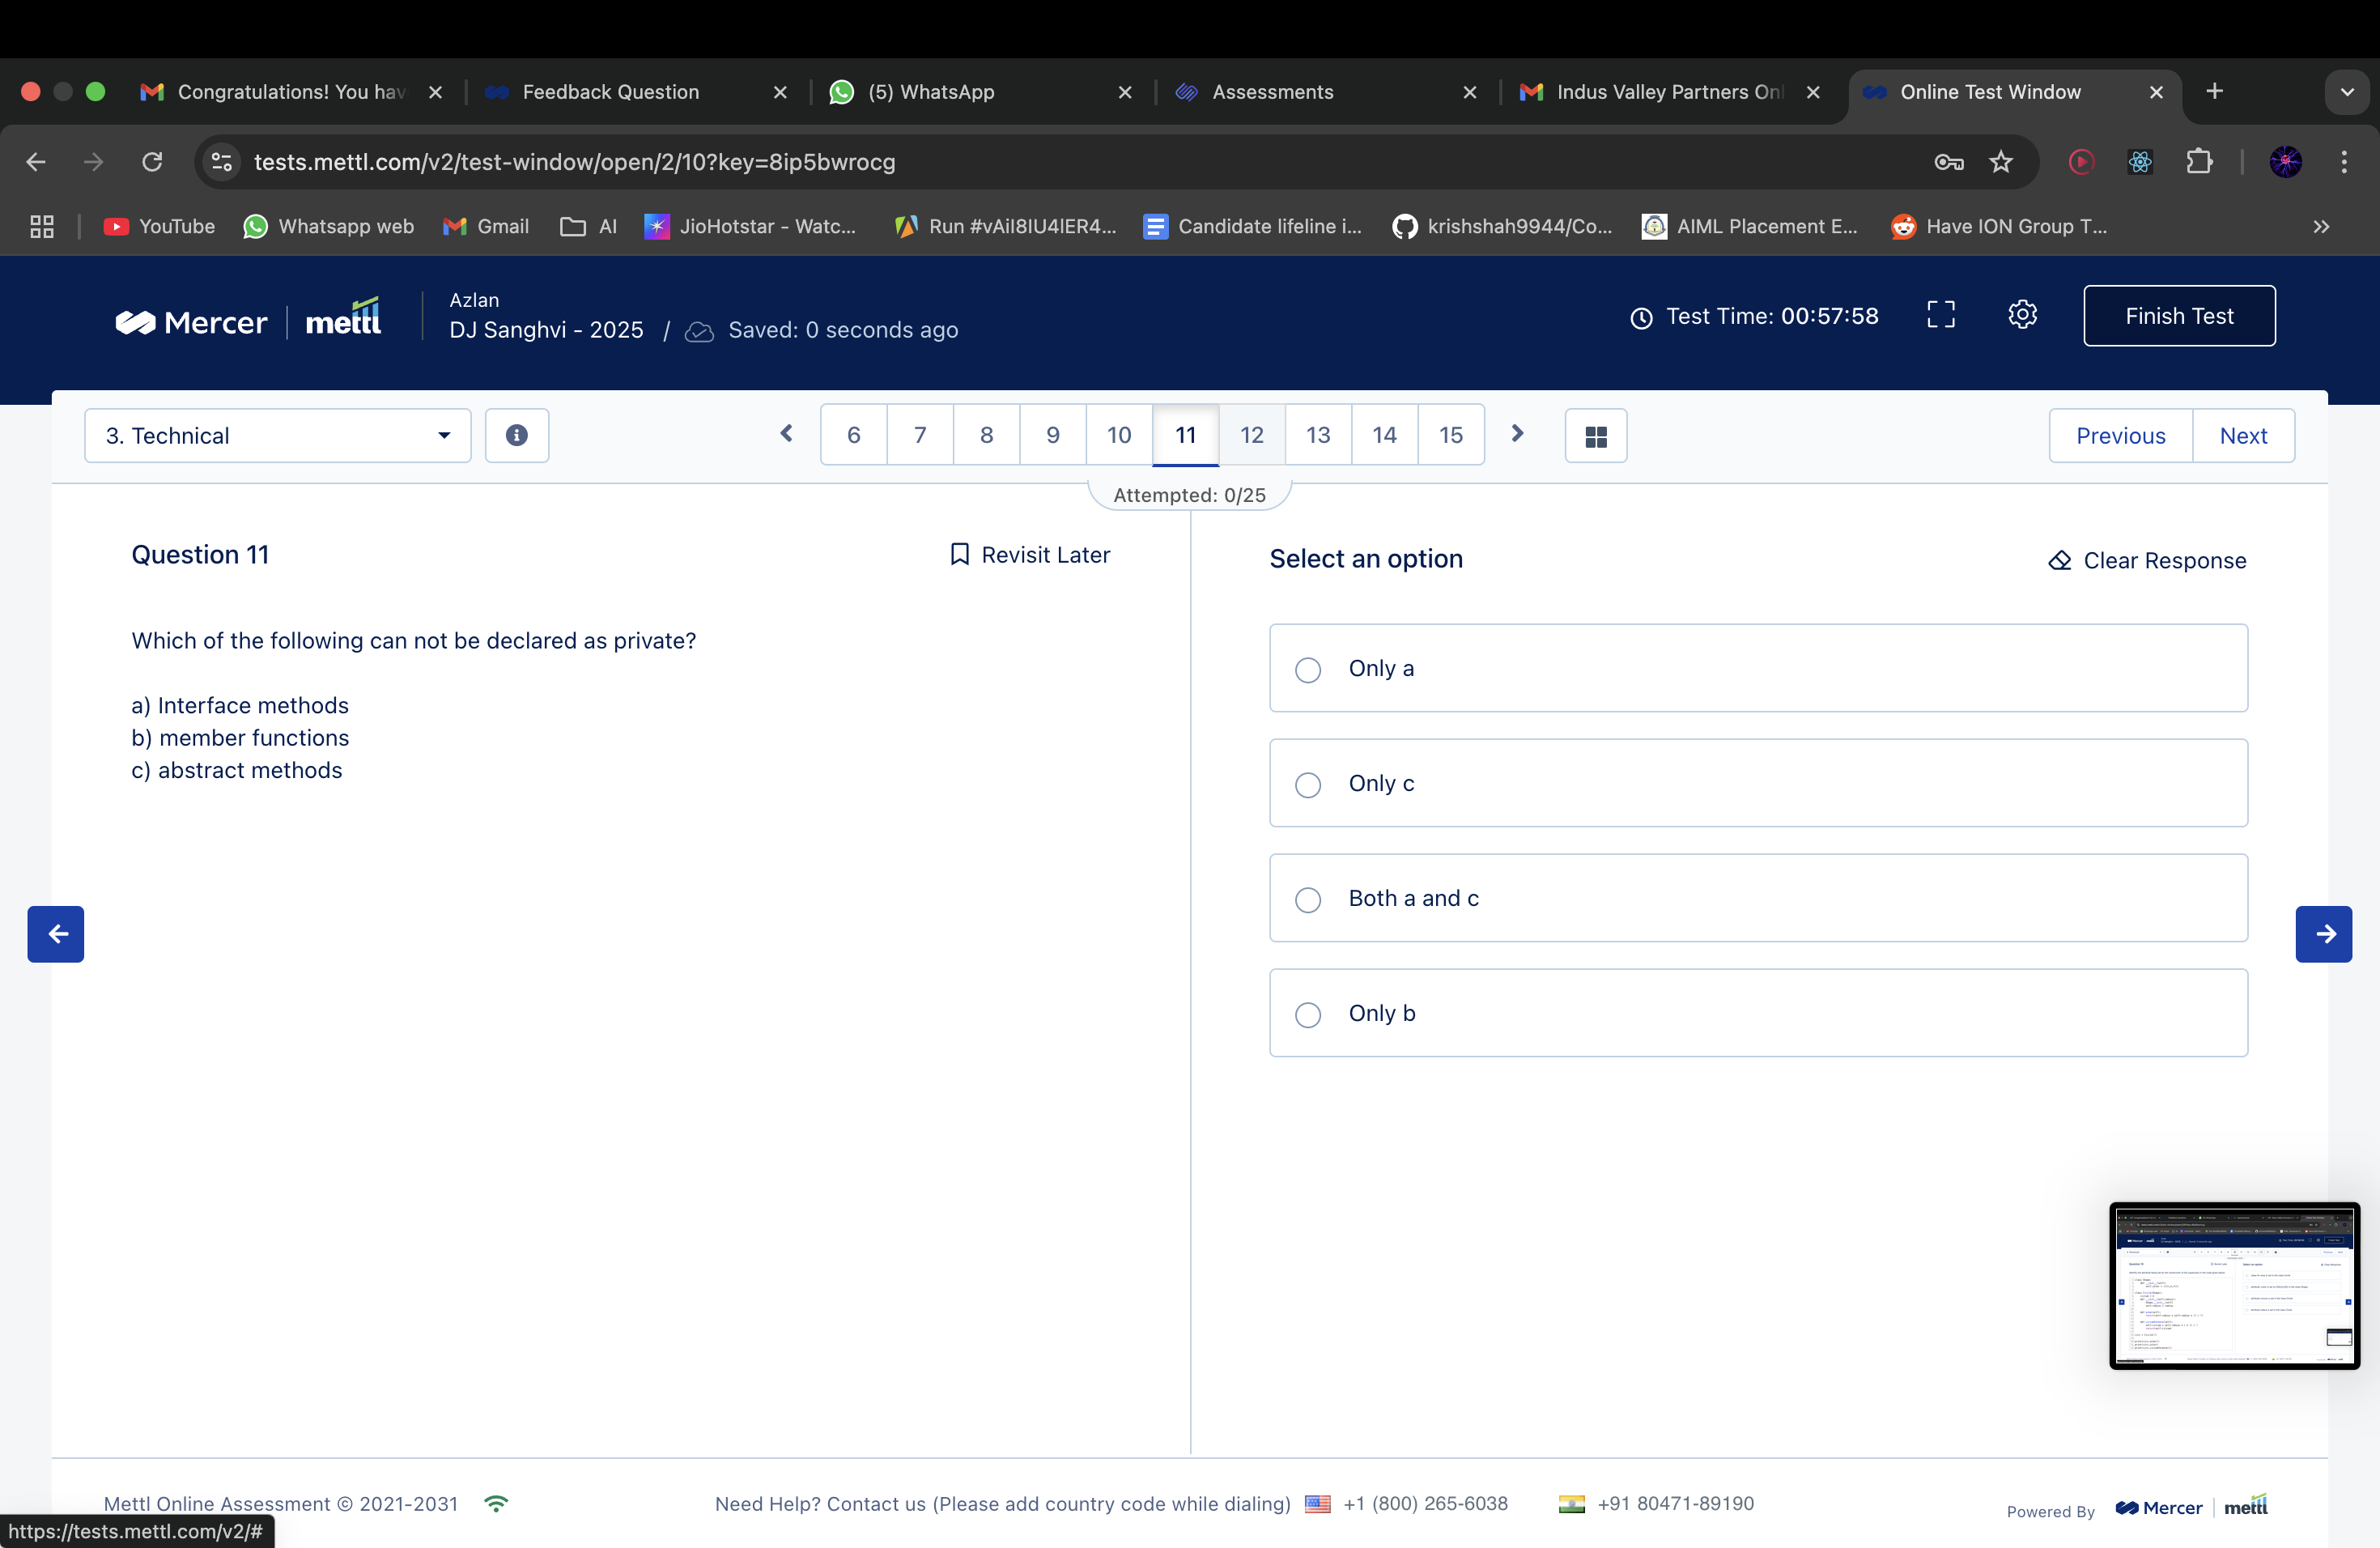 Congratulations! You hav
Feedback Question
(5) WhatsApp
Assessments
Indus Valley Partners Onl
Online Test Window
tests.mettl.com/v2/test-window/open/2/10?key=8ip5bwrocg
YouTube
Whatsapp web
Gmail
AI
JioHotstar - Watc...
Run #vAiI8IU4lER4...
Candidate lifeline i...
krishshah9944/Co...
AIML Placement E...
Have ION Group T...
Mercer | mettl
Azlan
DJ Sanghvi - 2025 / Saved: 0 seconds ago
Test Time: 00:57:58
Finish Test
3. Technical
6 7 8 9 10 11 12 13 14 15
Previous
Next
Attempted: 0/25
Question 11
Revisit Later
Which of the following can not be declared as private?
a) Interface methods
b) member functions
c) abstract methods
Select an option
Clear Response
Only a
Only c
Both a and c
Only b
Mettl Online Assessment © 2021-2031
Need Help? Contact us (Please add country code while dialing) +1 (800) 265-6038 +91 80471-89190
Powered By Mercer | mettl
https://tests.mettl.com/v2/#